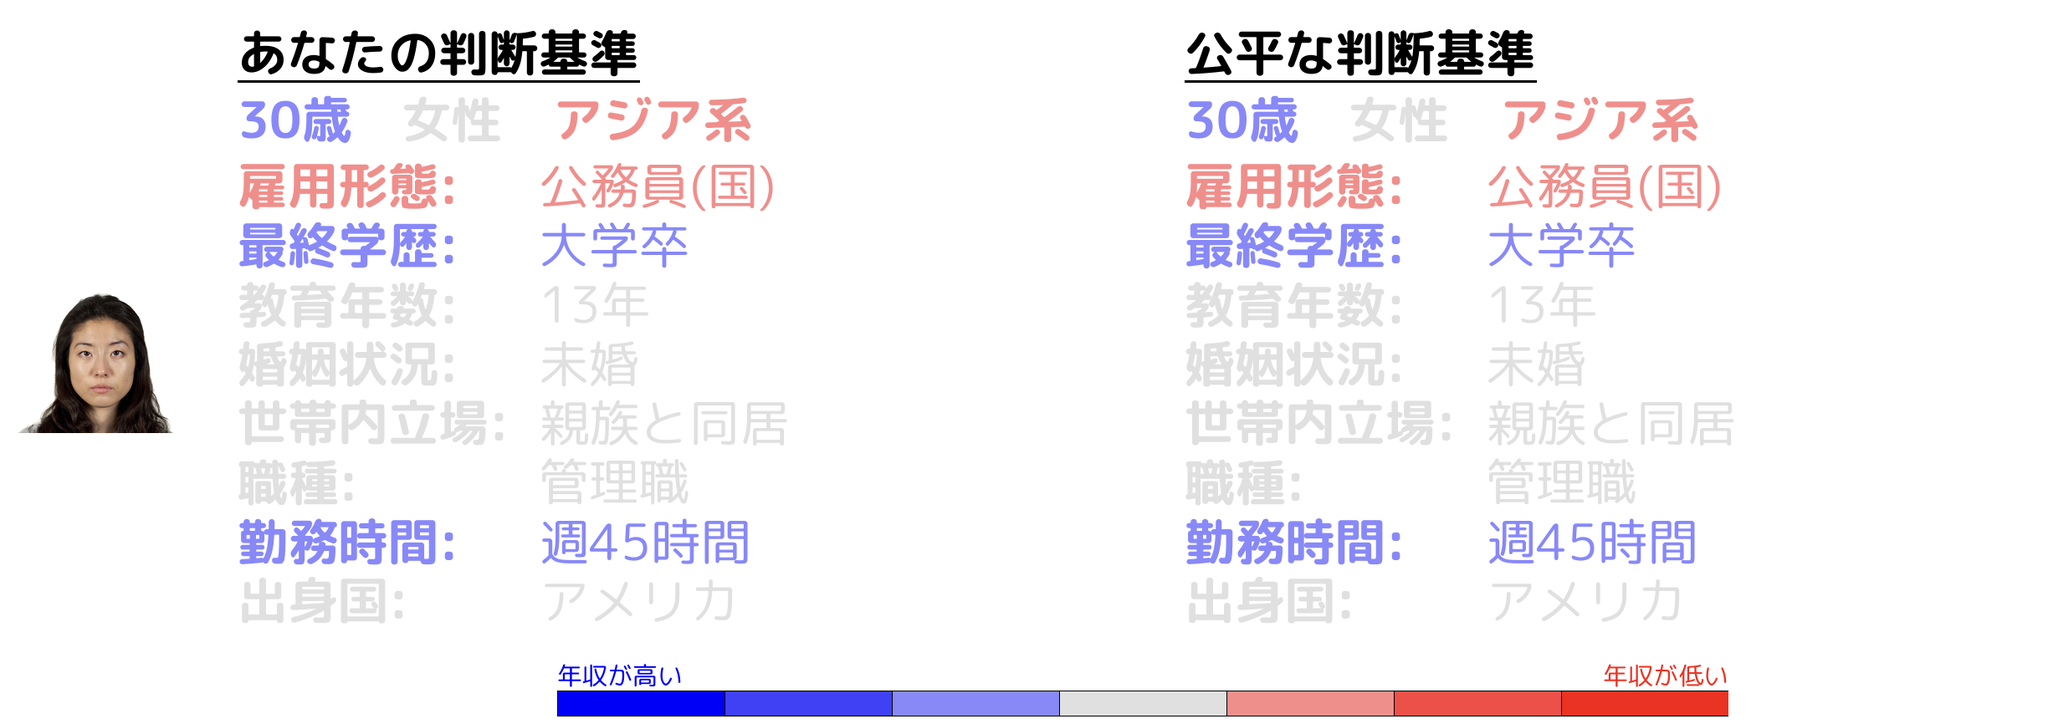 あなたの判断基準
30歳 女性 アジア系
雇用形態: 公務員(国)
最終学歴: 大学卒
教育年数: 13年
婚姻状況: 未婚
世帯内立場: 親族と同居
職種: 管理職
勤務時間: 週45時間
出身国: アメリカ
公平な判断基準
30歳 女性 アジア系
雇用形態: 公務員(国)
最終学歴: 大学卒
教育年数: 13年
婚姻状況: 未婚
世帯内立場: 親族と同居
職種: 管理職
勤務時間: 週45時間
出身国: アメリカ
年収が高い
年収が低い